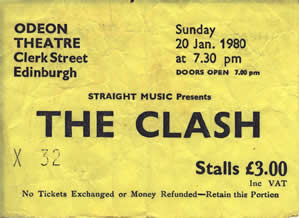 ODEON
THEATRE
Clerk Street
Edinburgh
Sunday
20 Jan. 1980
at 7.30 pm
DOORS OPEN 7.00 pm
STRAIGHT MUSIC Presents
THE CLASH
X 32
Stalls £3.00
Inc VAT
No Tickets Exchanged or Money Refunded—Retain this Portion